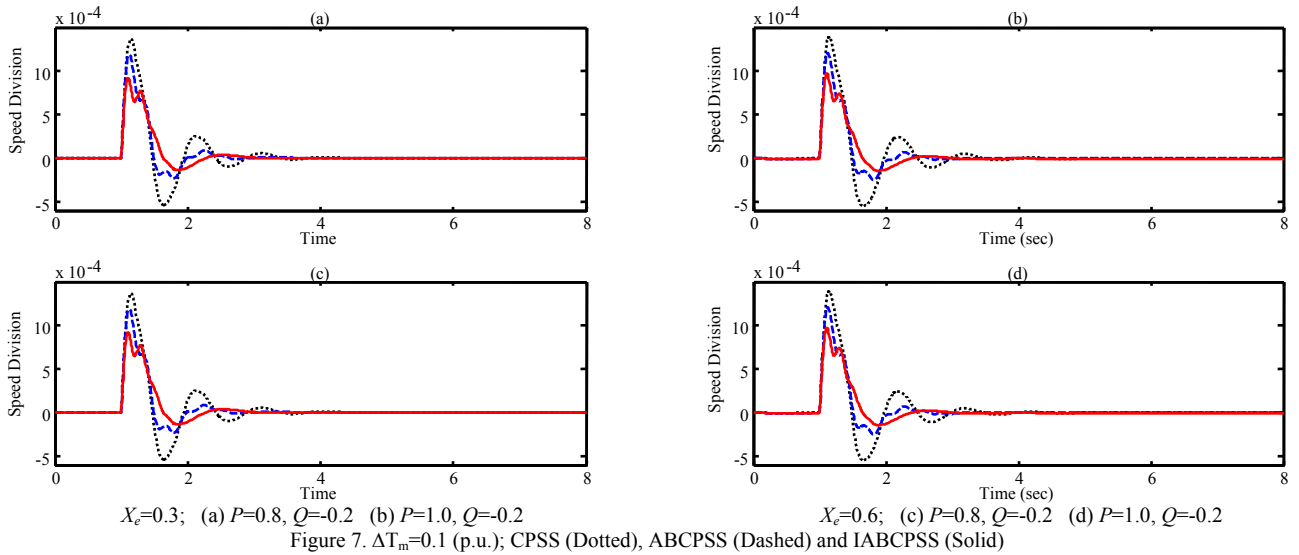 x 10-4 (a)
10
5
0
-5
0 2 4 6 8
Speed Division
Time
x 10-4 (b)
10
5
0
-5
0 2 4 6 8
Speed Division
Time (sec)
x 10-4 (c)
10
5
0
-5
0 2 4 6 8
Speed Division
Time
x 10-4 (d)
10
5
0
-5
0 2 4 6 8
Speed Division
Time (sec)
Xe=0.3; (a) P=0.8, Q=-0.2 (b) P=1.0, Q=-0.2
Xe=0.6; (c) P=0.8, Q=-0.2 (d) P=1.0, Q=-0.2
Figure 7. ΔTm=0.1 (p.u.); CPSS (Dotted), ABCPSS (Dashed) and IABCPSS (Solid)